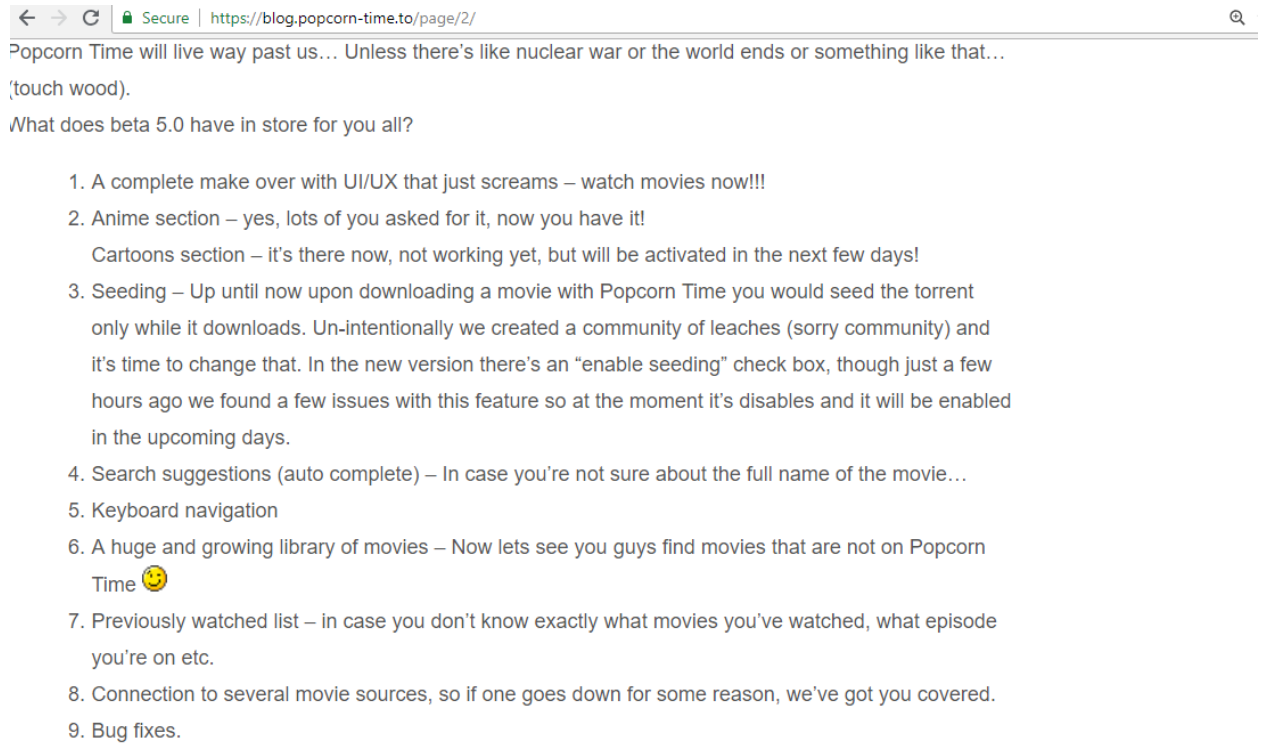 Secure | https://blog.popcorn-time.to/page/2/
Popcorn Time will live way past us… Unless there’s like nuclear war or the world ends or something like that…
(touch wood).
What does beta 5.0 have in store for you all?
1. A complete make over with UI/UX that just screams – watch movies now!!!
2. Anime section – yes, lots of you asked for it, now you have it!
Cartoons section – it’s there now, not working yet, but will be activated in the next few days!
3. Seeding – Up until now upon downloading a movie with Popcorn Time you would seed the torrent
only while it downloads. Un-intentionally we created a community of leaches (sorry community) and
it’s time to change that. In the new version there’s an “enable seeding” check box, though just a few
hours ago we found a few issues with this feature so at the moment it’s disables and it will be enabled
in the upcoming days.
4. Search suggestions (auto complete) – In case you’re not sure about the full name of the movie…
5. Keyboard navigation
6. A huge and growing library of movies – Now lets see you guys find movies that are not on Popcorn
Time
7. Previously watched list – in case you don’t know exactly what movies you’ve watched, what episode
you’re on etc.
8. Connection to several movie sources, so if one goes down for some reason, we’ve got you covered.
9. Bug fixes.